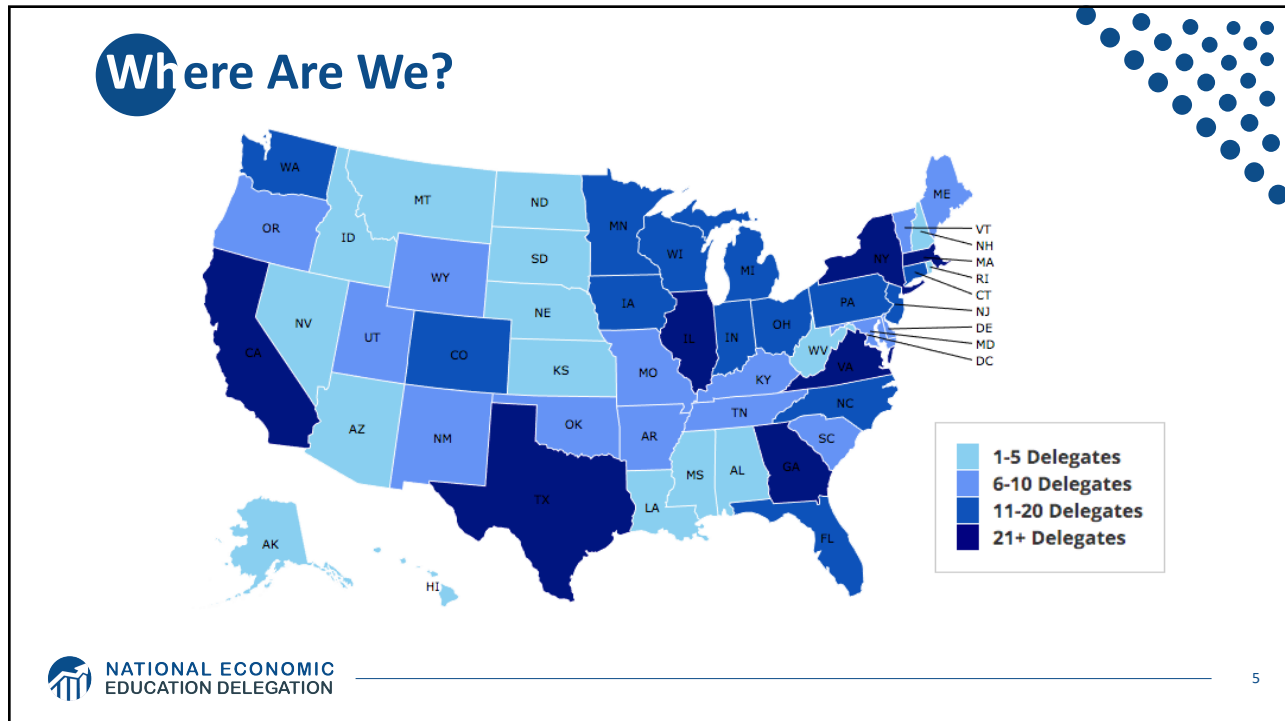 Where Are We?
WA
MT
ND
MN
ME
OR
ID
SD
WI
MI
NY
VT
NH
MA
RI
CT
NJ
DE
MD
DC
WY
NE
IA
PA
NV
UT
CO
IL
IN
OH
WV
VA
CA
KS
MO
KY
NC
AZ
NM
OK
AR
TN
SC
MS
AL
GA
TX
LA
FL
AK
HI
1-5 Delegates
6-10 Delegates
11-20 Delegates
21+ Delegates
NATIONAL ECONOMIC
EDUCATION DELEGATION
5